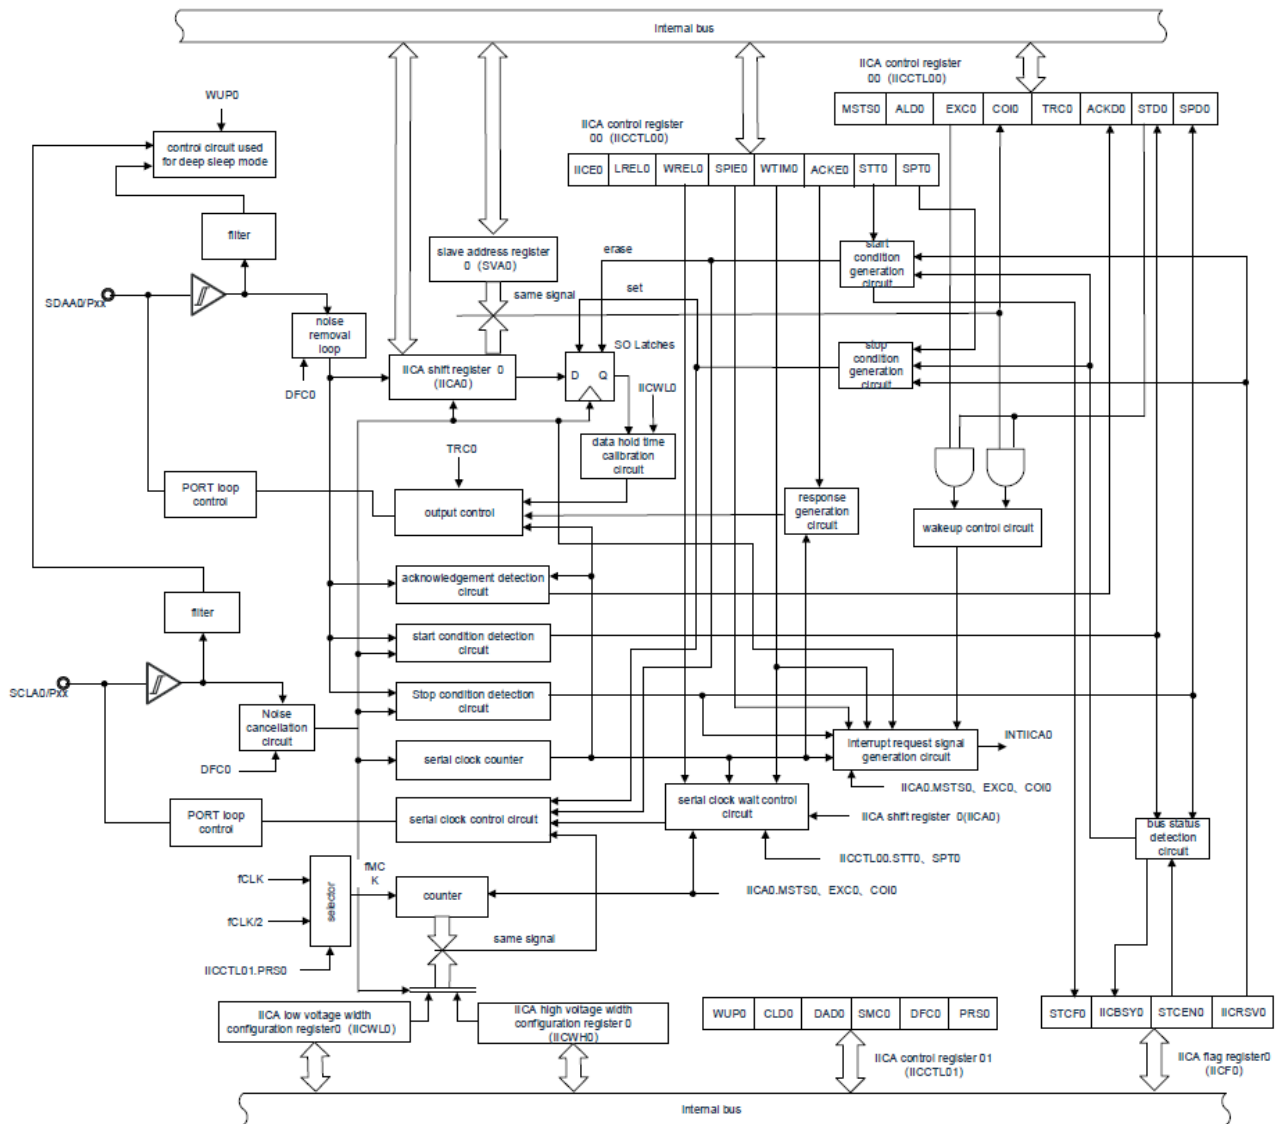 Internal bus
IICA control register
00 (IICCTL00)
MSTS0 ALD0 EXC0 COI0 TRC0 ACKD0 STD0 SPD0
WUP0
IICA control register
00 (IICCTL00)
control circuit used
for deep sleep mode
IICE0 LREL0 WREL0 SPIE0 WTIM0 ACKE0 STT0 SPT0
filter
slave address register
0 (SVA0)
erase
start
condition
generation
circuit
SDAA0/Pxx
same signal
set
noise
removal
loop
SO Latches
stop
condition
generation
circuit
IICA shift register 0
(IICA0)
D Q
DFC0
IICWL0
data hold time
calibration
circuit
TRC0
PORT loop
control
output control
response
generation
circuit
wakeup control circuit
acknowledgement detection
circuit
filter
start condition detection
circuit
SCLA0/Pxx
Stop condition detection
circuit
Noise
cancellation
circuit
Interrupt request signal
generation circuit
INTIICA0
serial clock counter
DFC0
IICA0.MSTS0、EXC0、COI0
serial clock wait control
circuit
PORT loop
control
serial clock control circuit
IICA shift register 0(IICA0)
bus status
detection
circuit
IICCTL00.STT0、SPT0
fMC
K
fCLK
selector
counter
IICA0.MSTS0、EXC0、COI0
fCLK/2
same signal
IICCTL01.PRS0
IICA low voltage width
configuration register0 (IICWL0)
IICA high voltage width
configuration register 0
(IICWH0)
WUP0 CLD0 DAD0 SMC0 DFC0 PRS0
STCF0 IICBSY0 STCEN0 IICRSV0
IICA control register 01
(IICCTL01)
IICA flag register0
(IICF0)
Internal bus